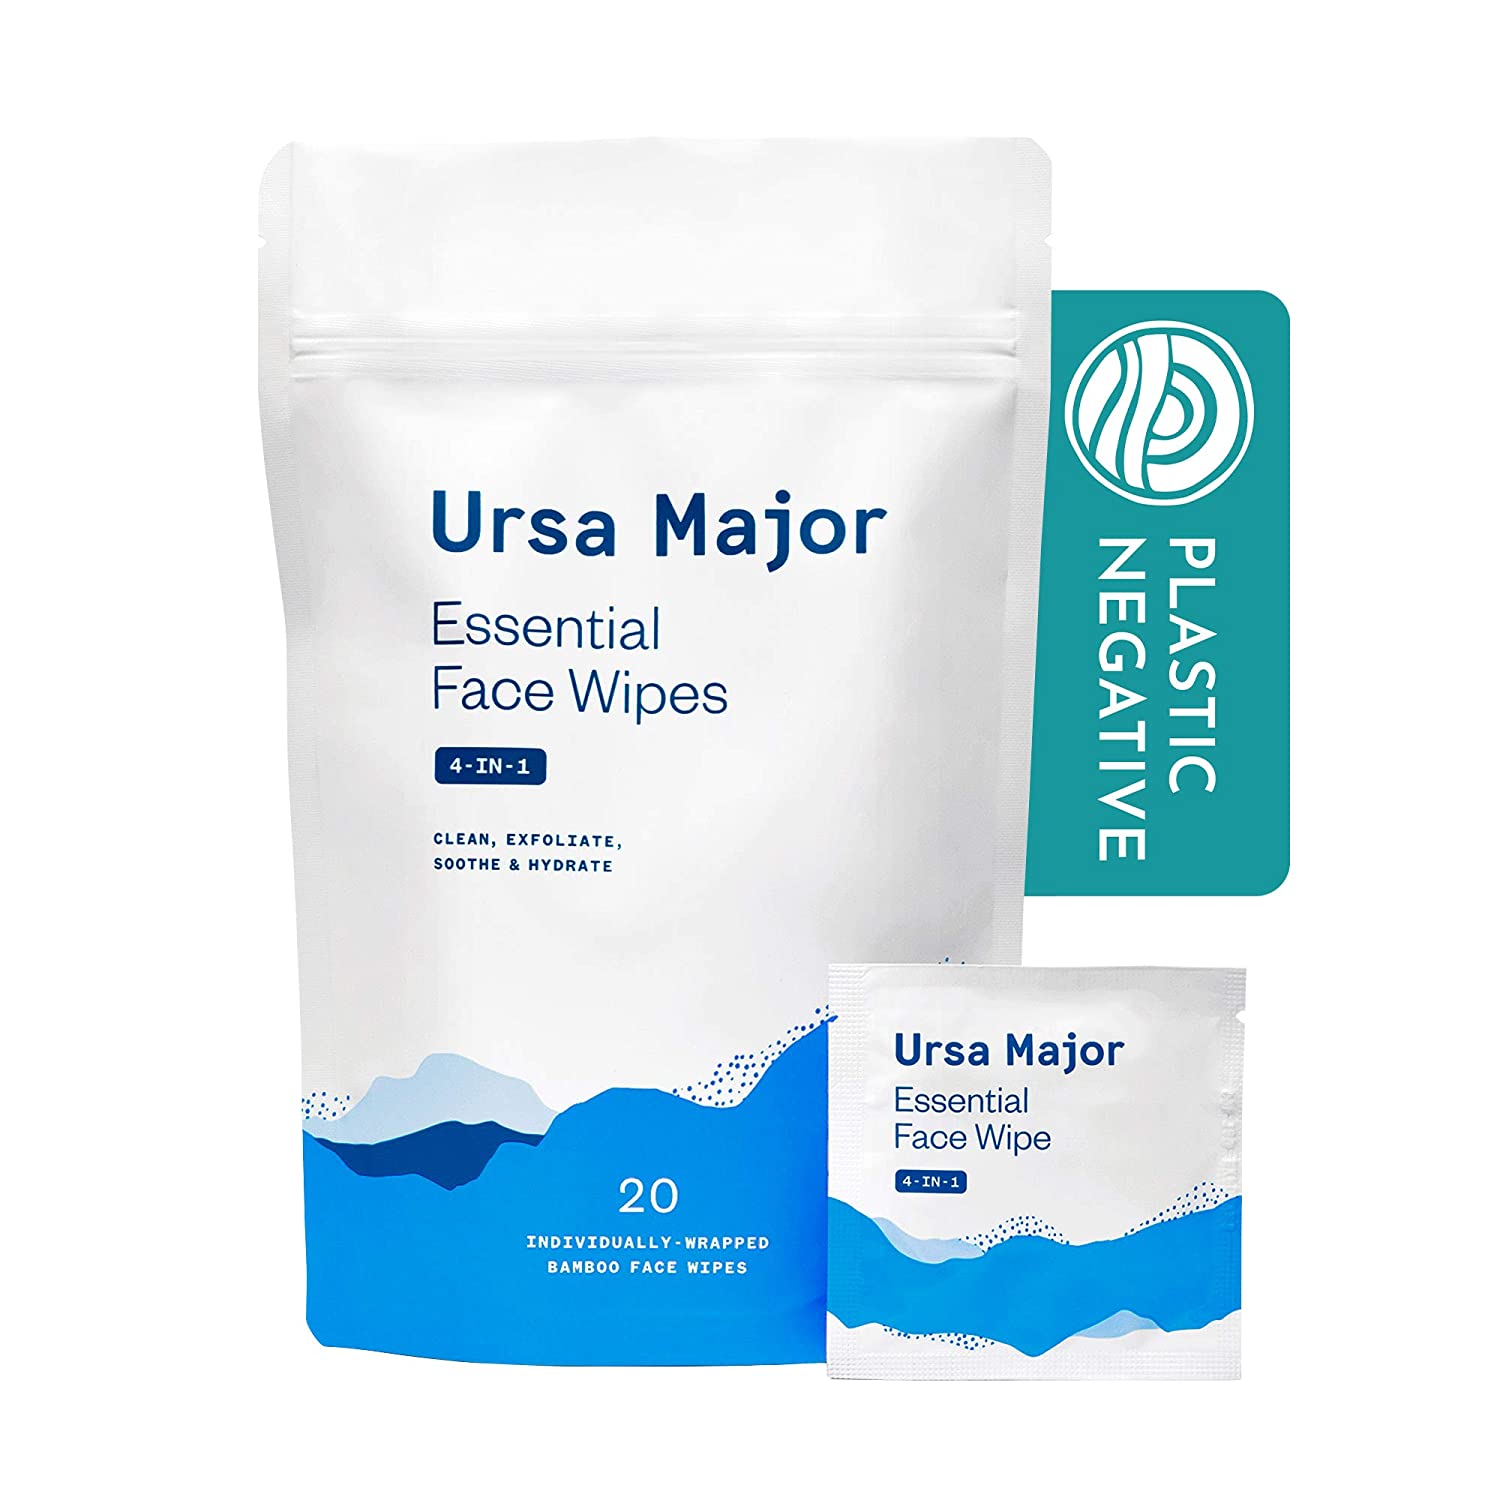 Ursa Major
Essential
Face Wipes
4-IN-1
CLEAN, EXFOLIATE,
SOOTHE & HYDRATE
20
INDIVIDUALLY-WRAPPED
BAMBOO FACE WIPES
PLASTIC
NEGATIVE
Ursa Major
Essential
Face Wipe
4-IN-1